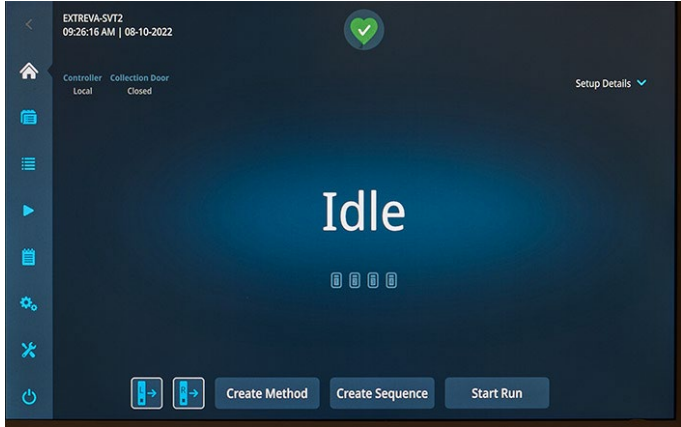 EXTREVA-SVT2
09:26:16 AM | 08-10-2022
Controller Collection Door
Local Closed
Setup Details
Idle
L R
Create Method Create Sequence Start Run